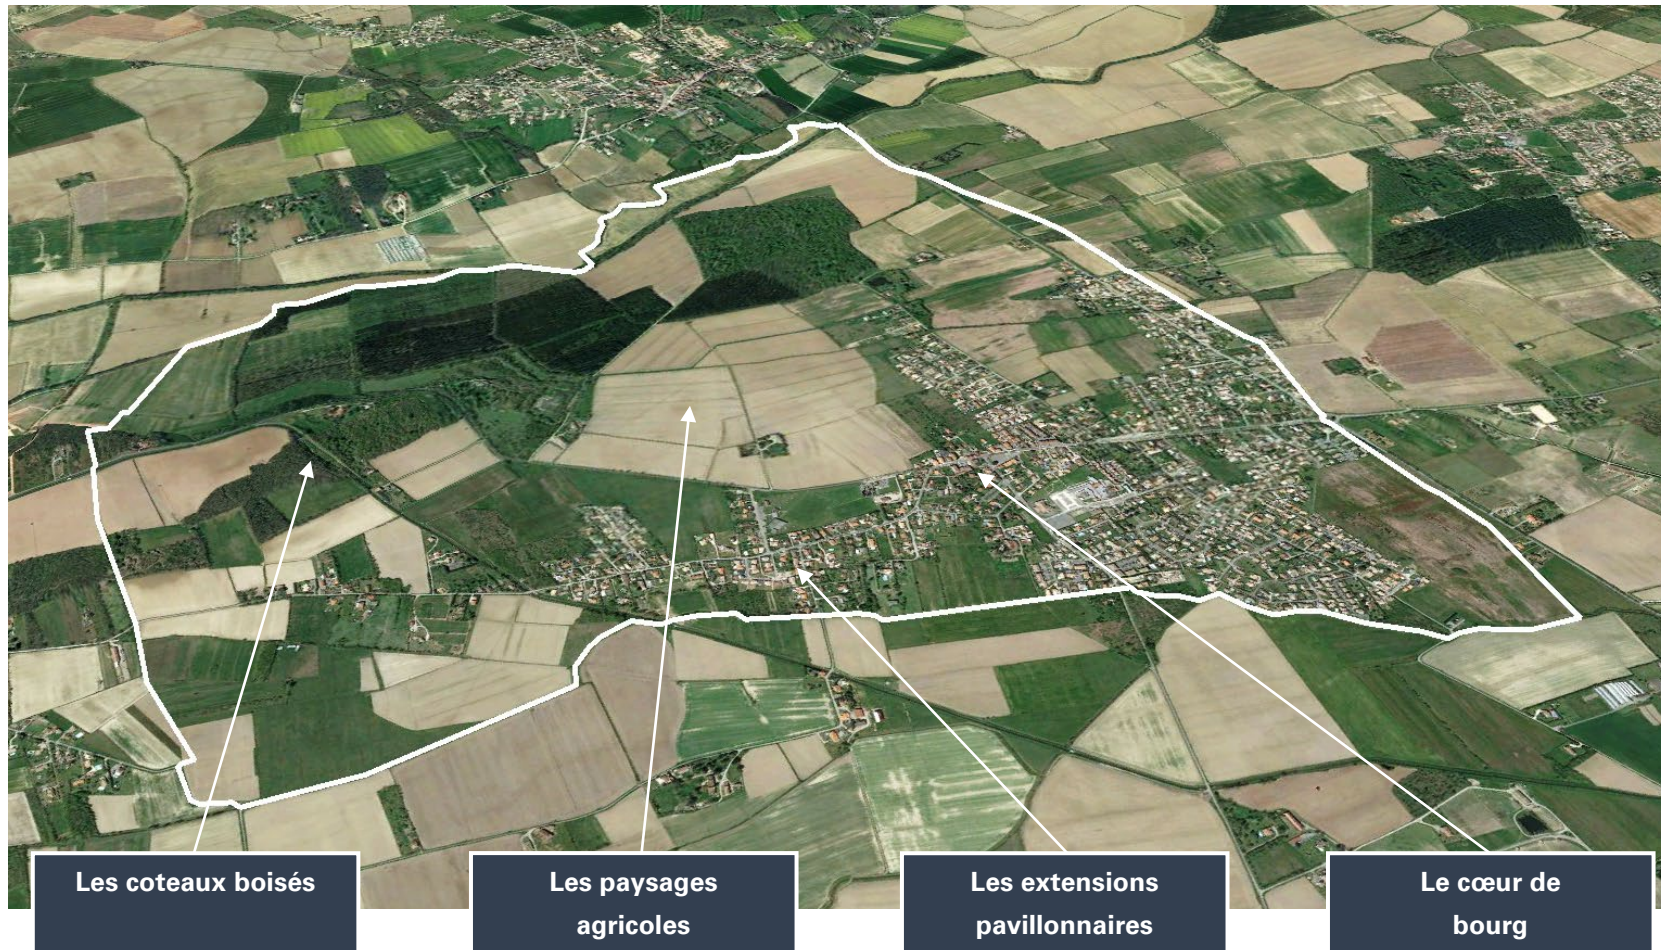 Les coteaux boisés
Les paysages
agricoles
Les extensions
pavillonnaires
Le cœur de
bourg